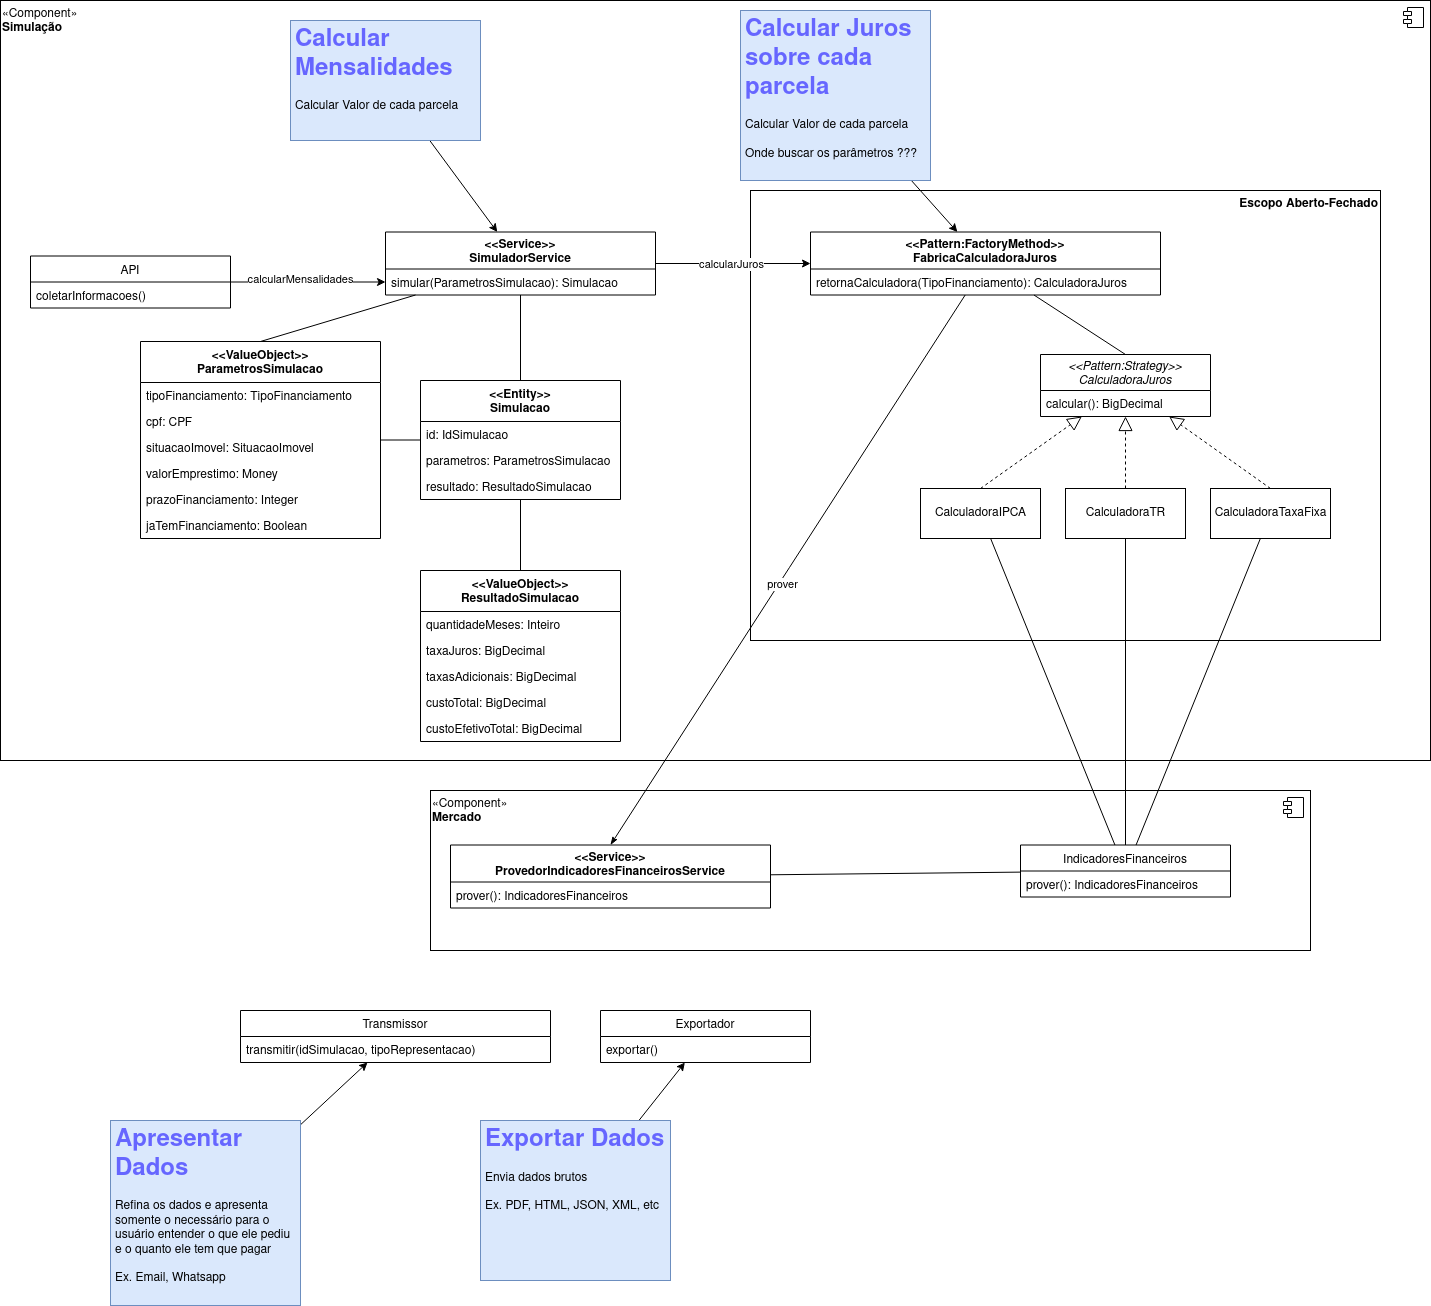 «Component»
Simulação
Calcular
Mensalidades
Calcular Valor de cada parcela
Calcular Juros
sobre cada
parcela
Calcular Valor de cada parcela
Onde buscar os parâmetros ???
Escopo Aberto-Fechado
API
coletarInformacoes()
calcularMensalidades
<<Service>>
SimuladorService
simular(ParametrosSimulacao): Simulacao
calcularJuros
<<Pattern:FactoryMethod>>
FabricaCalculadoraJuros
retornaCalculadora(TipoFinanciamento): CalculadoraJuros
<<ValueObject>>
ParametrosSimulacao
tipoFinanciamento: TipoFinanciamento
cpf: CPF
situacaoImovel: SituacaoImovel
valorEmprestimo: Money
prazoFinanciamento: Integer
jaTemFinanciamento: Boolean
<<Entity>>
Simulacao
id: IdSimulacao
parametros: ParametrosSimulacao
resultado: ResultadoSimulacao
<<Pattern:Strategy>>
CalculadoraJuros
calcular(): BigDecimal
CalculadoraIPCA
CalculadoraTR
CalculadoraTaxaFixa
<<ValueObject>>
ResultadoSimulacao
quantidadeMeses: Inteiro
taxaJuros: BigDecimal
taxasAdicionais: BigDecimal
custoTotal: BigDecimal
custoEfetivoTotal: BigDecimal
prover
«Component»
Mercado
<<Service>>
ProvedorIndicadoresFinanceirosService
prover(): IndicadoresFinanceiros
IndicadoresFinanceiros
prover(): IndicadoresFinanceiros
Transmissor
transmitir(idSimulacao, tipoRepresentacao)
Exportador
exportar()
Apresentar
Dados
Refina os dados e apresenta
somente o necessário para o
usuário entender o que ele pediu
e o quanto ele tem que pagar
Ex. Email, Whatsapp
Exportar Dados
Envia dados brutos
Ex. PDF, HTML, JSON, XML, etc